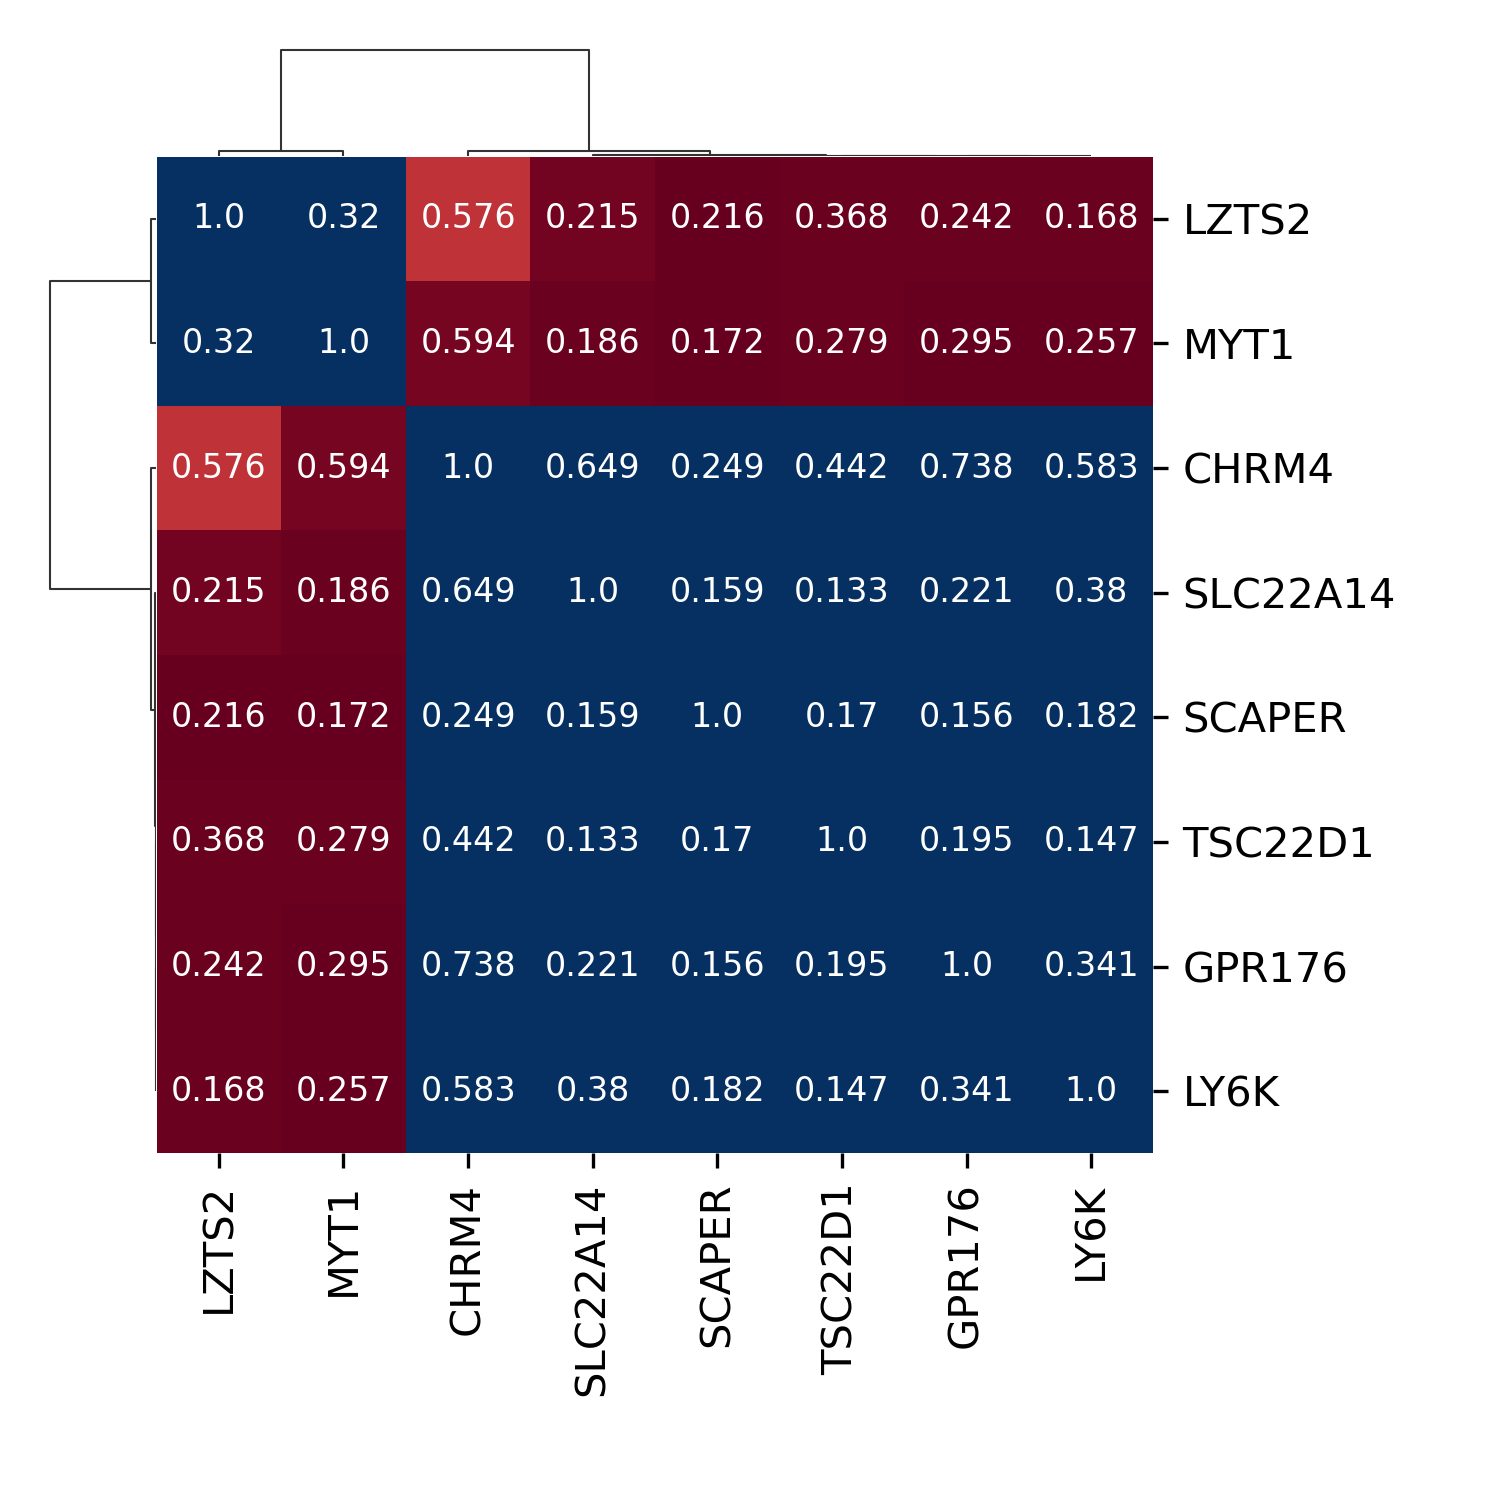 1.0 0.32 0.576 0.215 0.216 0.368 0.242 0.168 LZTS2
0.32 1.0 0.594 0.186 0.172 0.279 0.295 0.257 MYT1
0.576 0.594 1.0 0.649 0.249 0.442 0.738 0.583 CHRM4
0.215 0.186 0.649 1.0 0.159 0.133 0.221 0.38 SLC22A14
0.216 0.172 0.249 0.159 1.0 0.17 0.156 0.182 SCAPER
0.368 0.279 0.442 0.133 0.17 1.0 0.195 0.147 TSC22D1
0.242 0.295 0.738 0.221 0.156 0.195 1.0 0.341 GPR176
0.168 0.257 0.583 0.38 0.182 0.147 0.341 1.0 LY6K
LZTS2
MYT1
CHRM4
SLC22A14
SCAPER
TSC22D1
GPR176
LY6K